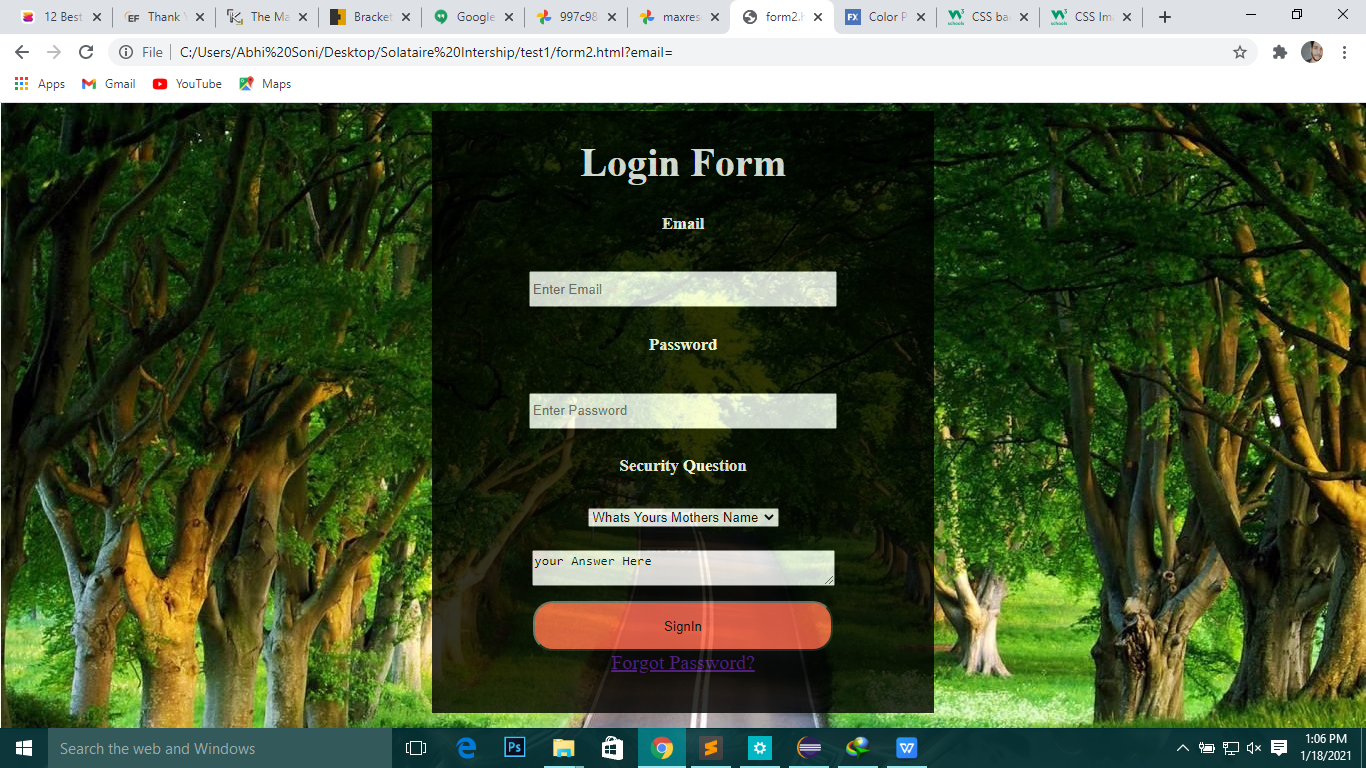 12 Best
Thank Y
The Ma
Bracket
Google
997c98
maxres
form2.h
Color P
CSS ba
CSS Im
File
C:/Users/Abhi%20Soni/Desktop/Solataire%20Intership/test1/form2.html?email=
Apps
Gmail
YouTube
Maps
Login Form
Email
Enter Email
Password
Enter Password
Security Question
Whats Yours Mothers Name
your Answer Here
SignIn
Forgot Password?
Search the web and Windows
1:06 PM
1/18/2021